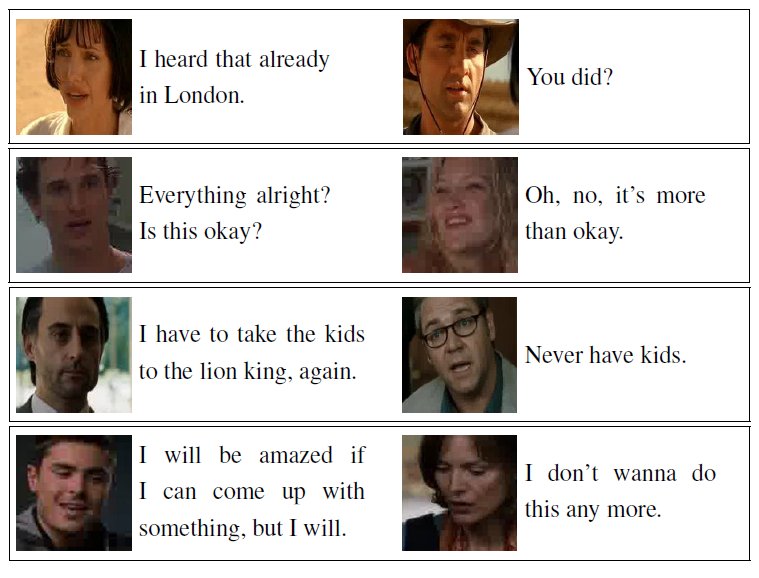 I heard that already
in London.
You did?
Everything alright?
Is this okay?
Oh, no, it's more
than okay.
I have to take the kids
to the lion king, again.
Never have kids.
I will be amazed if
I can come up with
something, but I will.
I don't wanna do
this any more.